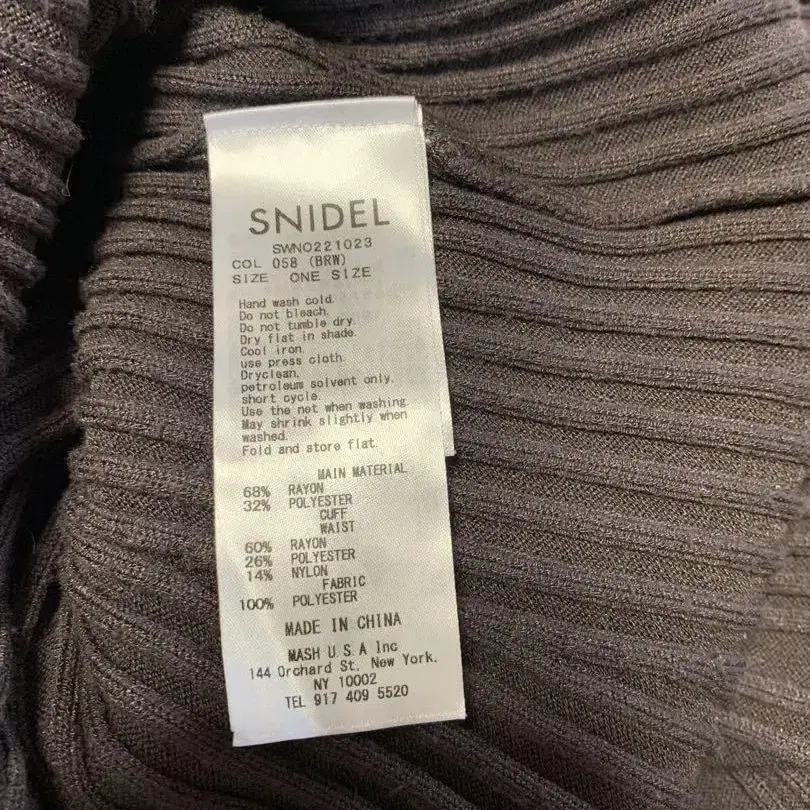 SNIDEL
SWNO221023
COL 058 (BRW)
SIZE ONE SIZE
Hand wash cold.
Do not bleach.
Do not tumble dry.
Dry flat in shade.
Cool iron.
use press cloth.
Dryclean.
petroleum solvent only.
short cycle.
Use the net when washing.
May shrink slightly when
washed.
Fold and store flat.
MAIN MATERIAL
68% RAYON
32% POLYESTER
CUFF
WAIST
60% RAYON
26% POLYESTER
14% NYLON
FABRIC
100% POLYESTER
MADE IN CHINA
MASH U.S.A Inc
144 Orchard St. New York.
NY 10002
TEL 917 409 5520